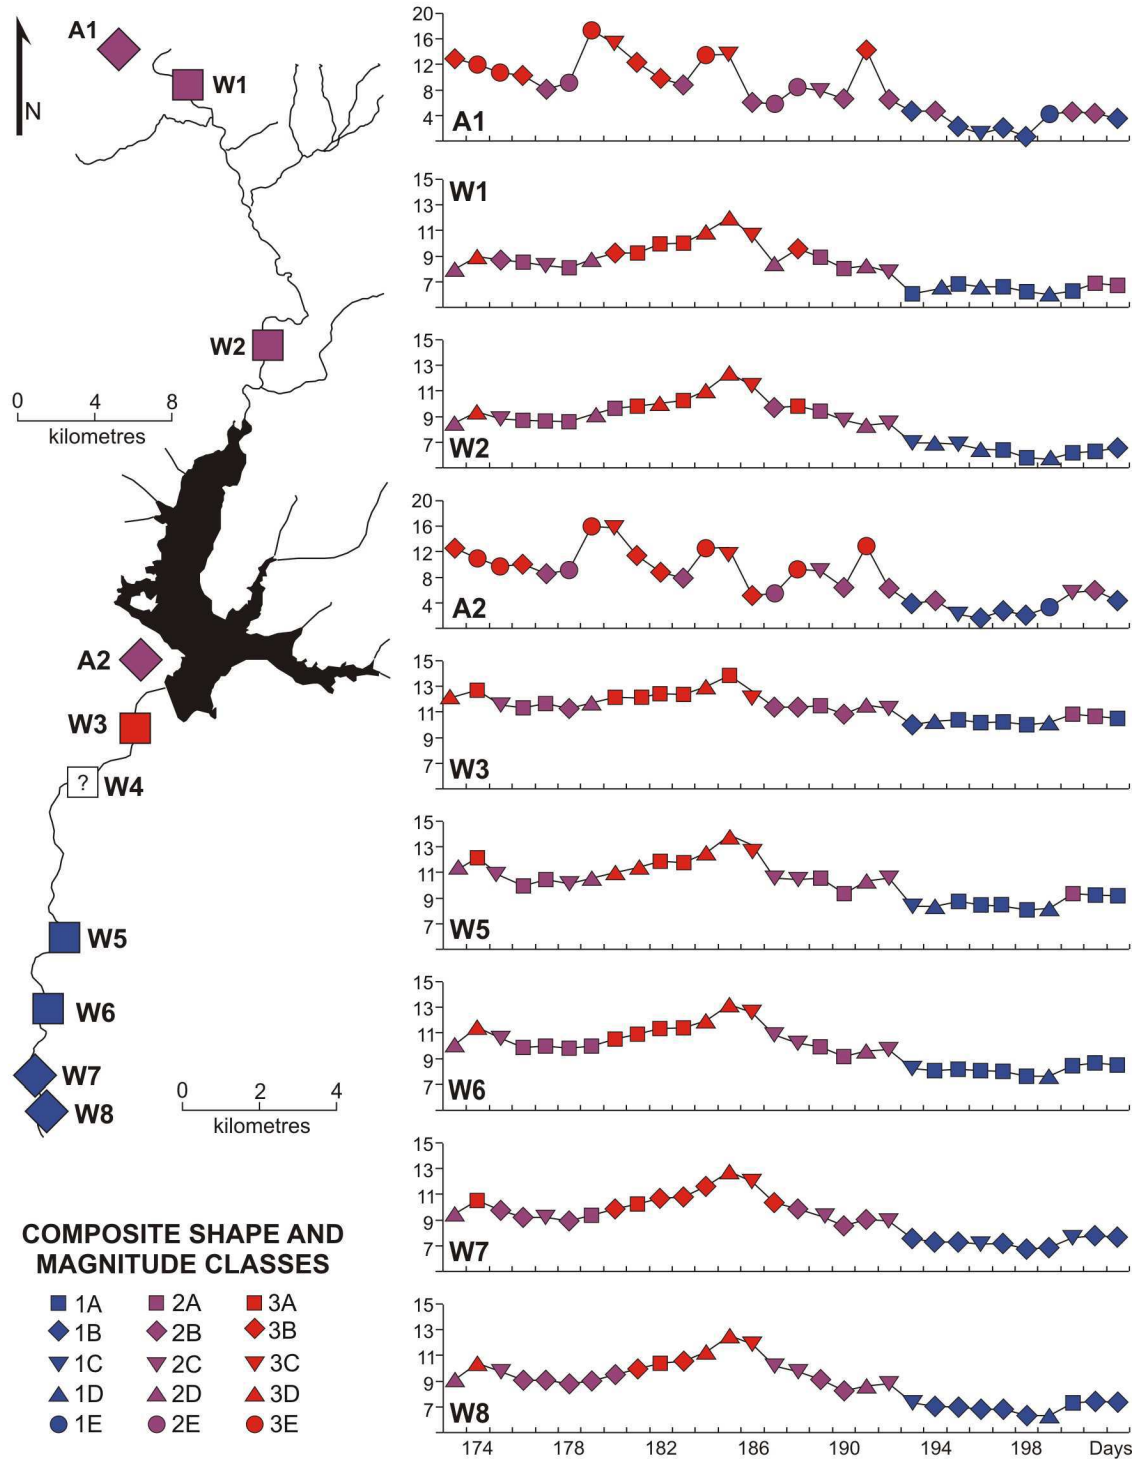 A1
W1
N
W2
0 4 8
kilometres
A2
W3
? W4
W5
W6
W7
W8
0 2 4
kilometres
COMPOSITE SHAPE AND
MAGNITUDE CLASSES
1A 2A 3A
1B 2B 3B
1C 2C 3C
1D 2D 3D
1E 2E 3E
20
16
12
8
4
A1
15
13
11
9
7
W1
15
13
11
9
7
W2
20
16
12
8
4
A2
15
13
11
9
7
W3
15
13
11
9
7
W5
15
13
11
9
7
W6
15
13
11
9
7
W7
15
13
11
9
7
W8
174 178 182 186 190 194 198 Days